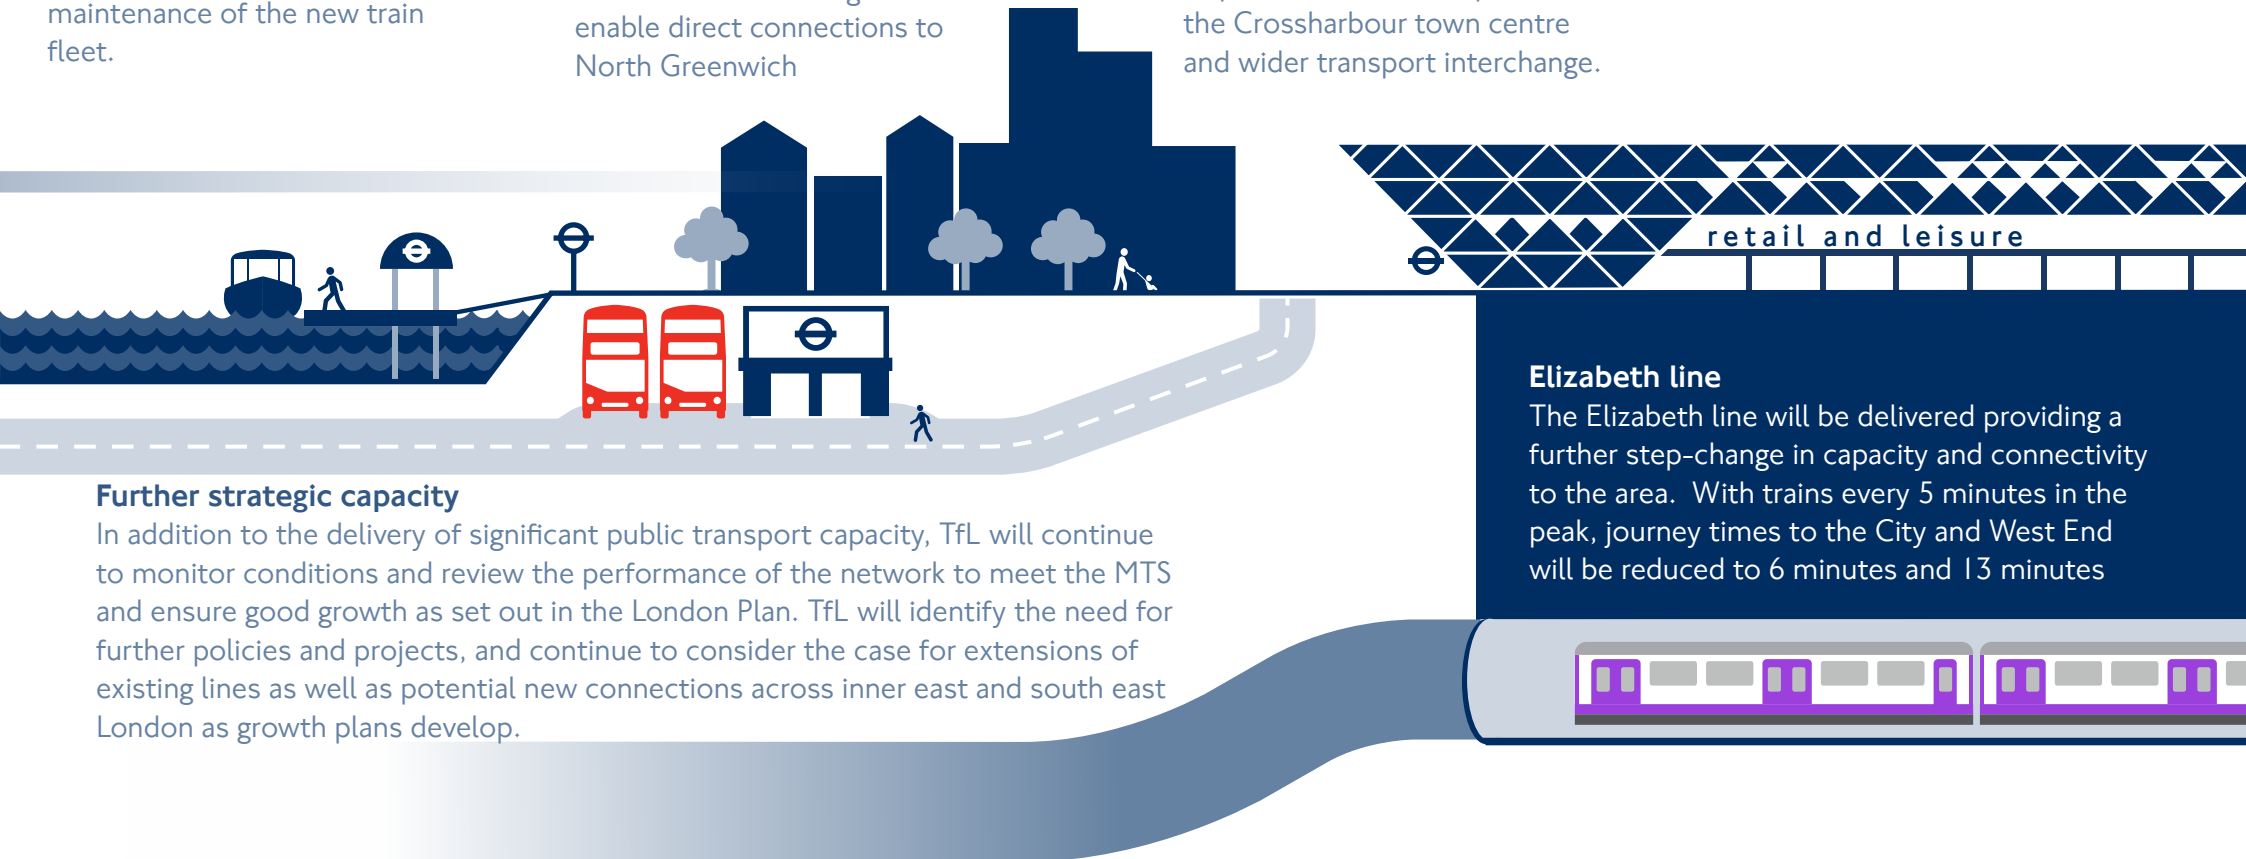 maintenance of the new train
fleet.
enable direct connections to
North Greenwich
the Crossharbour town centre
and wider transport interchange.
retail and leisure
Elizabeth line
The Elizabeth line will be delivered providing a
further step-change in capacity and connectivity
to the area.  With trains every 5 minutes in the
peak, journey times to the City and West End
will be reduced to 6 minutes and 13 minutes
Further strategic capacity
In addition to the delivery of significant public transport capacity, TfL will continue
to monitor conditions and review the performance of the network to meet the MTS
and ensure good growth as set out in the London Plan. TfL will identify the need for
further policies and projects, and continue to consider the case for extensions of
existing lines as well as potential new connections across inner east and south east
London as growth plans develop.